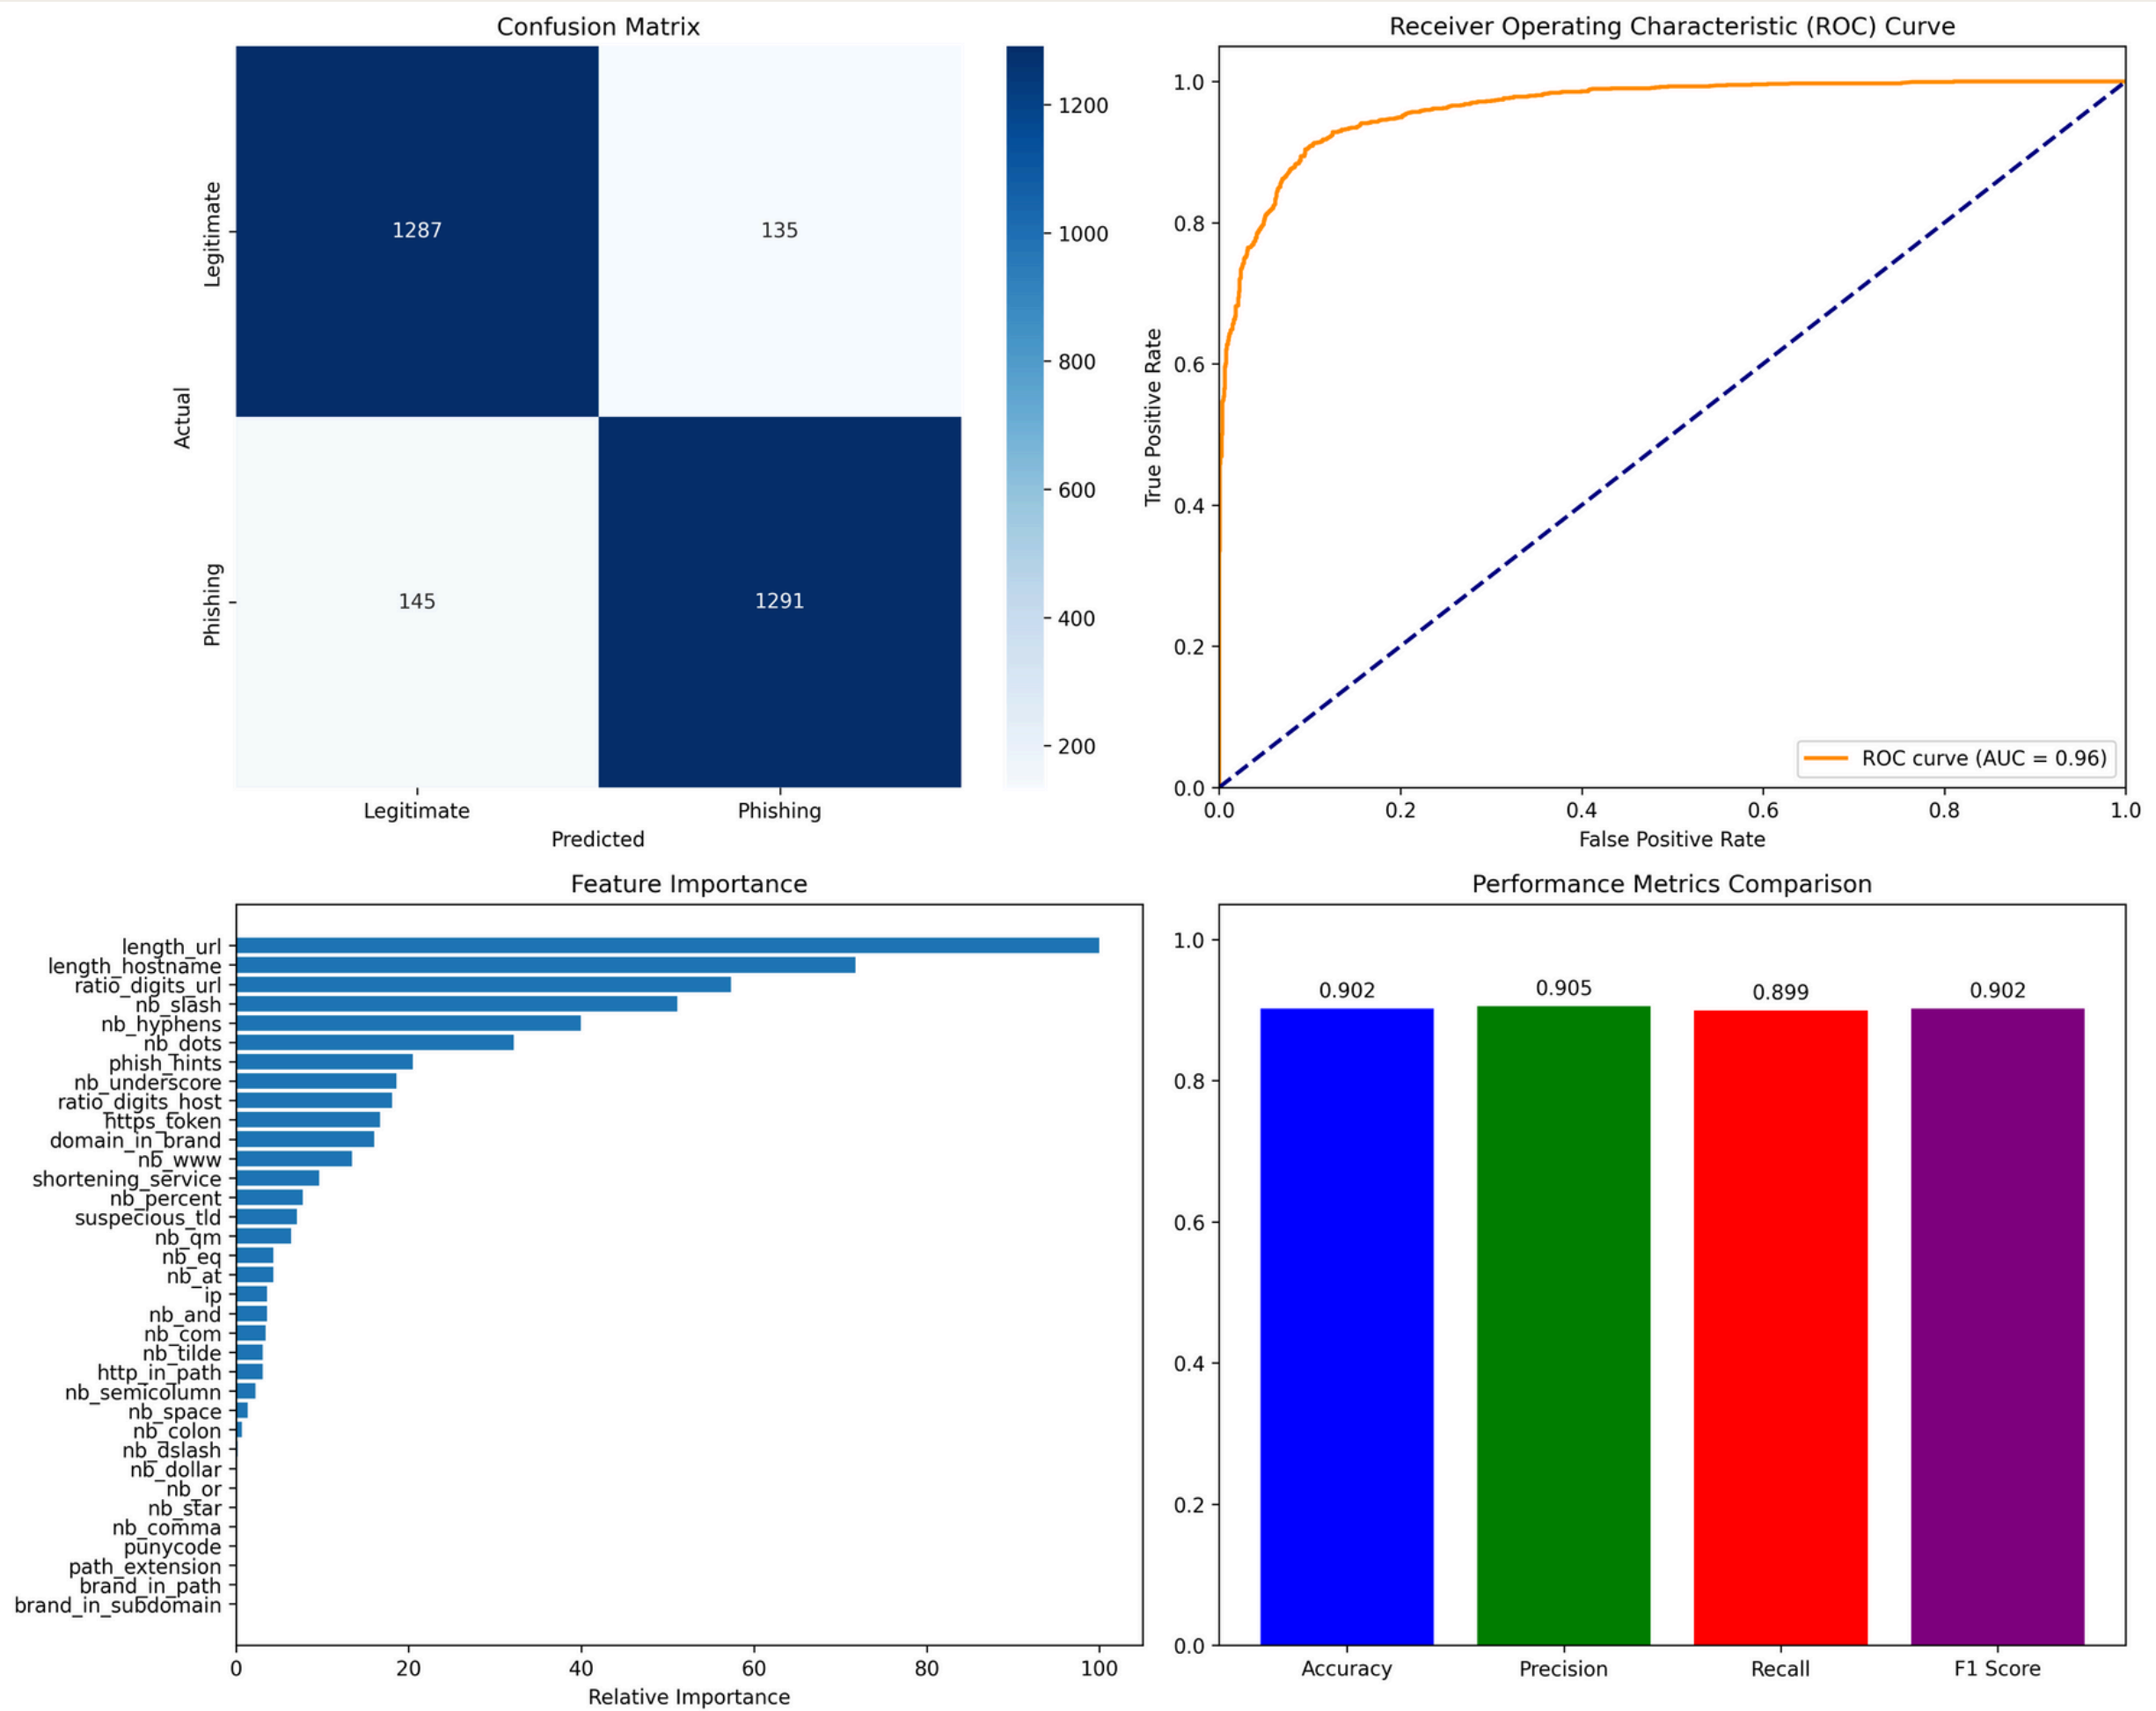 Confusion Matrix
Actual
Legitimate
Phishing
1287
135
145
1291
Legitimate
Phishing
Predicted
1200
1000
800
600
400
200
Receiver Operating Characteristic (ROC) Curve
True Positive Rate
1.0
0.8
0.6
0.4
0.2
0.0
ROC curve (AUC = 0.96)
0.0
0.2
0.4
0.6
0.8
1.0
False Positive Rate
Feature Importance
length_url
length_hostname
ratio_digits_url
nb_slash
nb_hyphens
nb_dots
phish_hints
nb_underscore
ratio_digits_host
https_token
domain_in_brand
nb_www
shortening_service
nb_percent
suspecious_tld
nb_qm
nb_eq
nb_at
ip
nb_and
nb_com
nb_tilde
http_in_path
nb_semicolumn
nb_space
nb_colon
nb_dslash
nb_dollar
nb_or
nb_star
nb_comma
punycode
path_extension
brand_in_path
brand_in_subdomain
0
20
40
60
80
100
Relative Importance
Performance Metrics Comparison
1.0
0.8
0.6
0.4
0.2
0.0
0.902
0.905
0.899
0.902
Accuracy
Precision
Recall
F1 Score